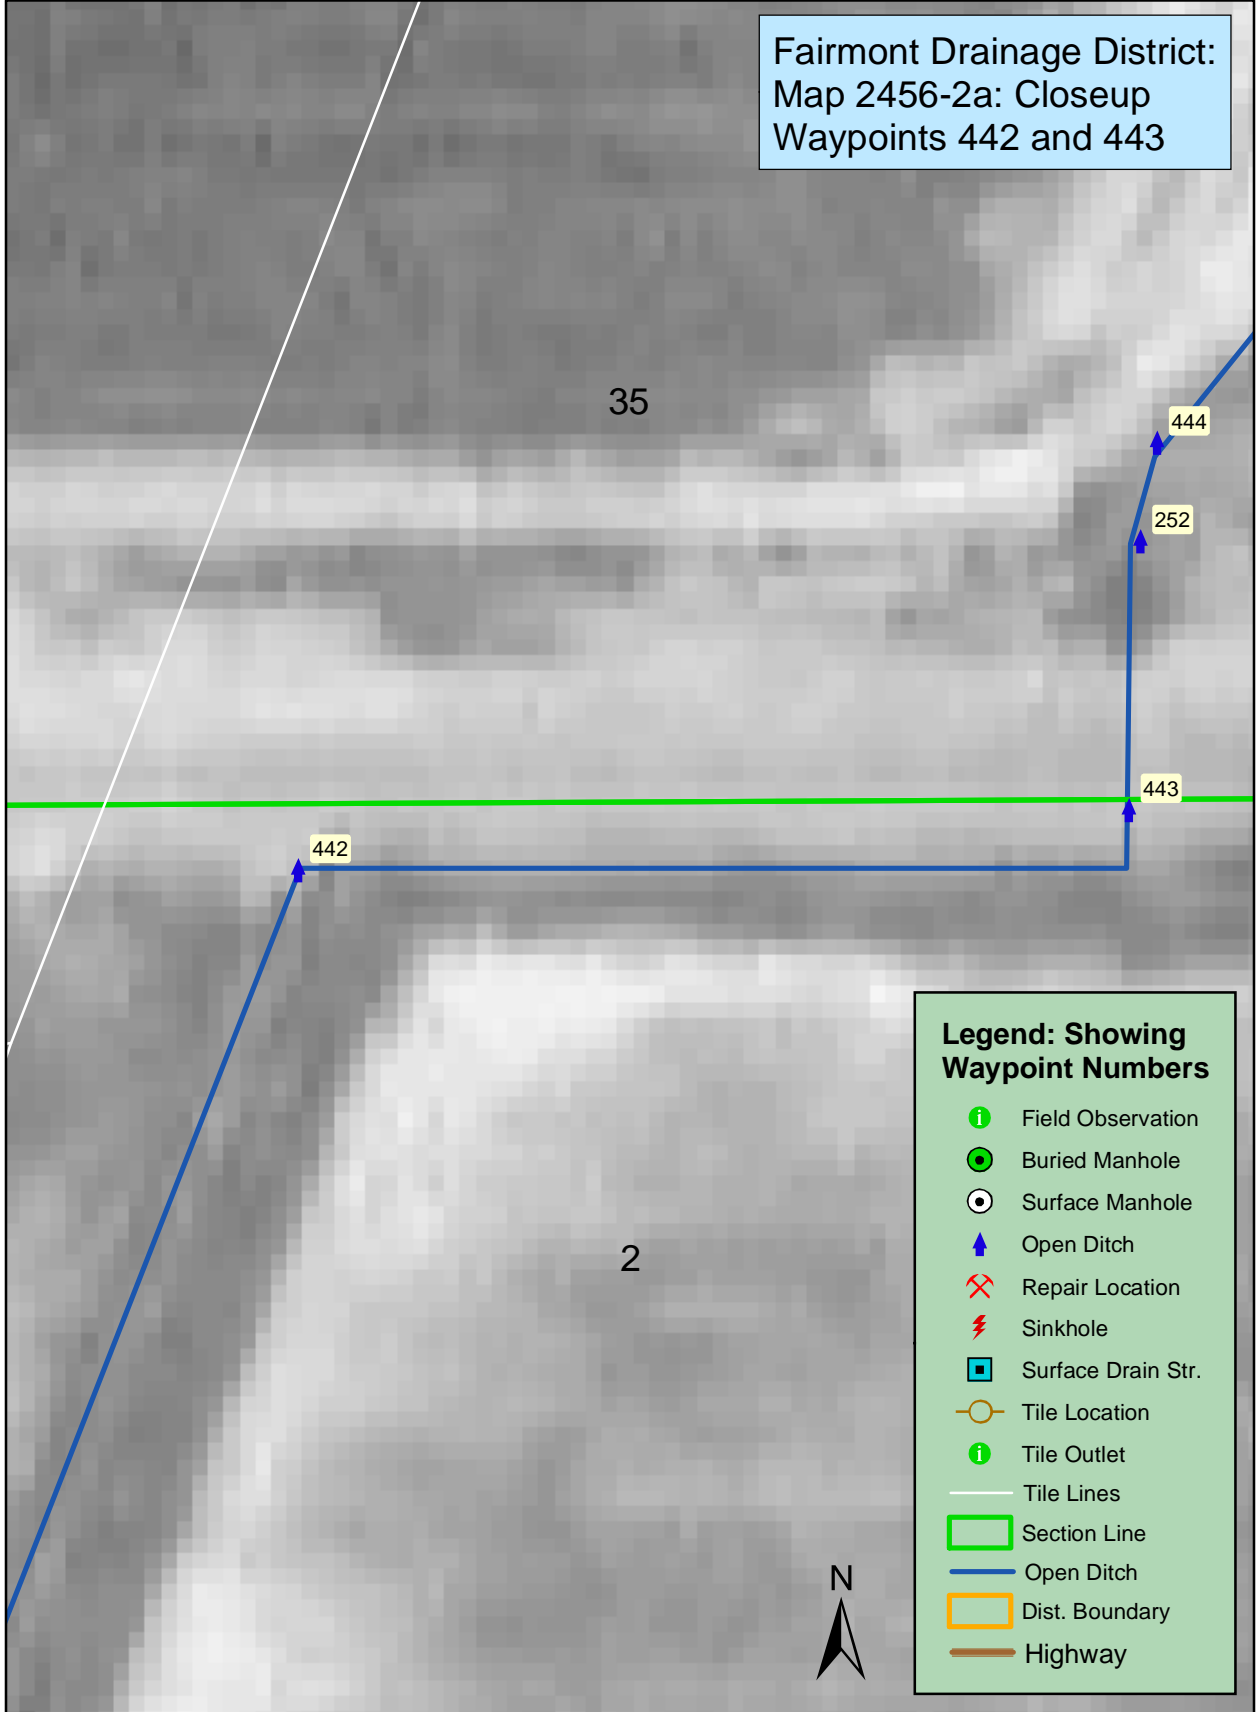 Fairmont Drainage District:
Map 2456-2a: Closeup
Waypoints 442 and 443
35
444
252
443
442
2
N
Legend: Showing
Waypoint Numbers
i Field Observation
Buried Manhole
Surface Manhole
Open Ditch
Repair Location
Sinkhole
Surface Drain Str.
Tile Location
i Tile Outlet
Tile Lines
Section Line
Open Ditch
Dist. Boundary
Highway